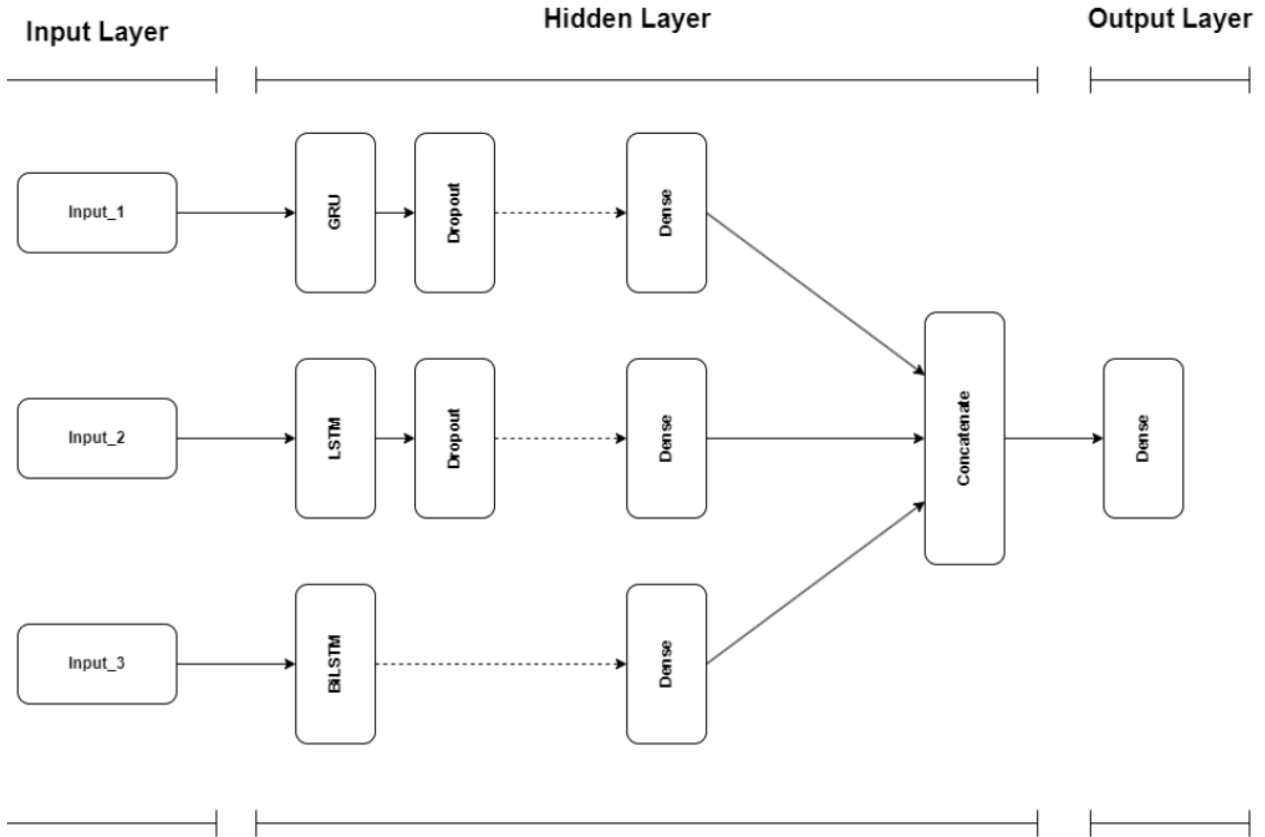 Input Layer
Hidden Layer
Output Layer
Input_1
GRU
Dropout
Dense
Input_2
LSTM
Dropout
Dense
Concatenate
Dense
Input_3
BiLSTM
Dense